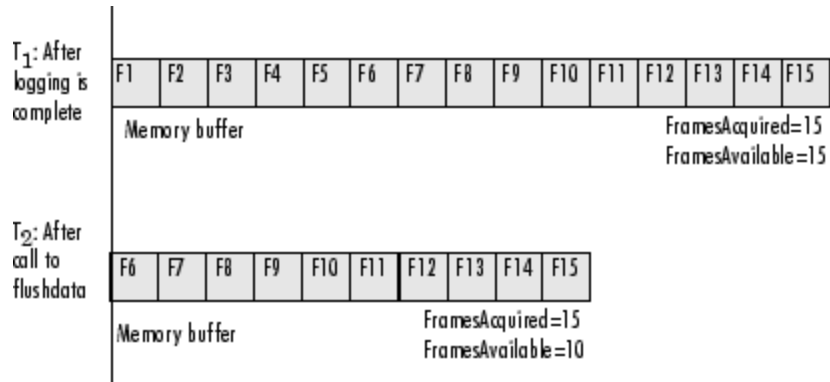 T1: After
logging is
complete
F1 F2 F3 F4 F5 F6 F7 F8 F9 F10 F11 F12 F13 F14 F15
Memory buffer
FramesAcquired=15
FramesAvailable=15
T2: After
call to
flushdata
F6 F7 F8 F9 F10 F11 F12 F13 F14 F15
Memory buffer
FramesAcquired=15
FramesAvailable=10